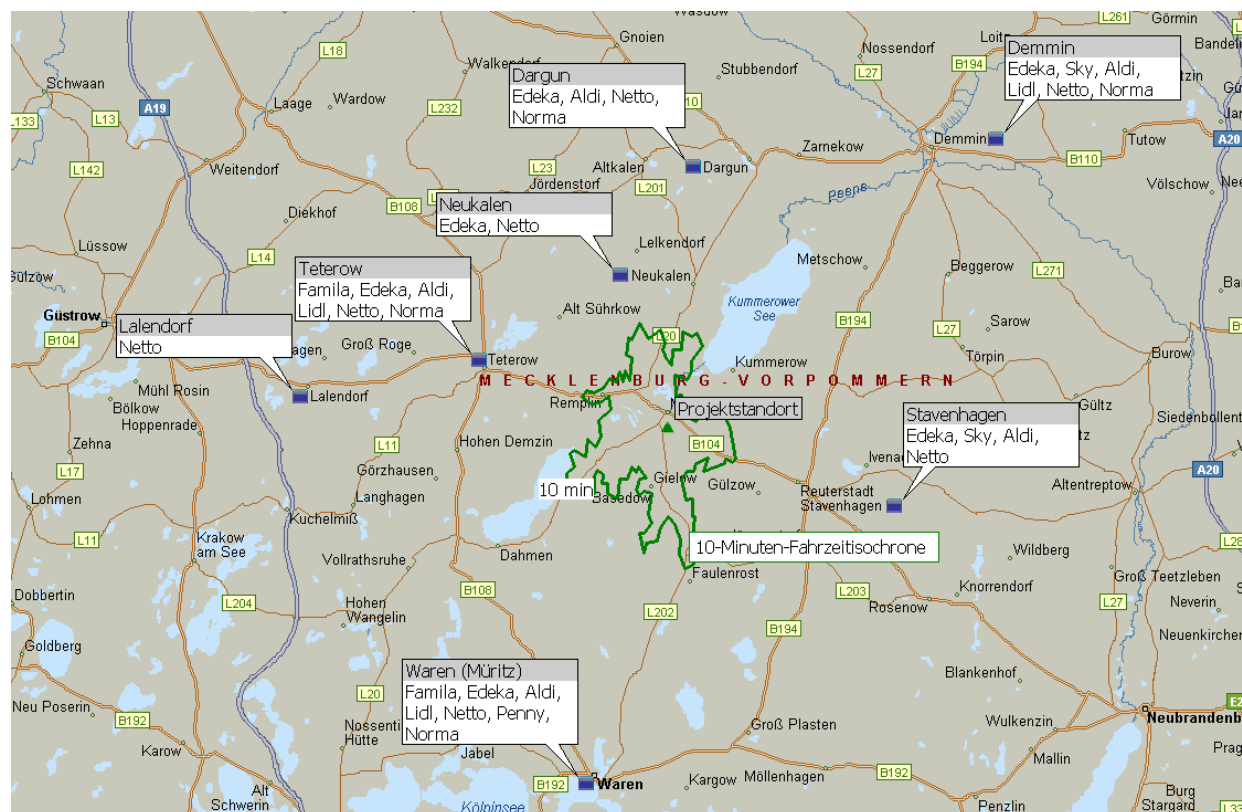 L261
Görmin
Wasdow
Gnoien
Nossendorf
Loitz
Bandelin
L18
Walkendorf
Dargun
Edeka, Aldi, Netto,
Norma
Stubbendorf
L27
B194
Demmin
Edeka, Sky, Aldi,
Lidl, Netto, Norma
Schwaan
A19
Laage
Wardow
L232
L133
L13
Demmin
Tutow
A20
Zarnekow
B110
Weitendorf
L23
Altkalen
Dargun
L142
Jördenstorf
L201
Peene
Völschow
Diekhof
B108
Neukalen
Edeka, Netto
Lüssow
L14
Lelkendorf
Metschow
Beggerow
L271
Gülzow
Teterow
Famila, Edeka, Aldi,
Lidl, Netto, Norma
Neukalen
Kummerower
See
Güstrow
Alt Sührkow
B194
L27
Sarow
B104
Lalendorf
Netto
Groß Roge
Teterow
L20
Kummerow
Törpin
Burow
MECKLENBURG-VORPOMMERN
Mühl Rosin
Lalendorf
Remplin
Bölkow
Projektstandort
Gültz
Hoppenrade
Stavenhagen
Edeka, Sky, Aldi,
Netto
Siedenbollent
Zehna
L11
Hohen Demzin
B104
L17
Görzhausen
Ivenac
A20
Lohmen
Langhagen
10 min
Gielow
Basedow
Gülzow
Reuterstadt
Stavenhagen
Altentreptow
Kuchelmiß
L11
Krakow
am See
Dahmen
10-Minuten-Fahrzeitisochrone
Vollrathsruhe
Wildberg
Faulenrost
Groß Teetzleben
Dobbertin
L204
B108
Hohen
Wangelin
L202
L203
Knorrendorf
Rosenow
L27
Neverin
Goldberg
B194
Neuenkirchen
Waren (Müritz)
Famila, Edeka, Aldi,
Lidl, Netto, Penny,
Norma
Blankenhof
L20
Neu Poserin
B192
Nossenti
Hütte
Groß Plasten
Wulkenzin
Neubrandenb
Karow
Jabel
Mallin
Alt
Schwerin
B192
Waren
Kargow
Möllenhagen
B192
Kölpinsee
Penzlin
Burg
Stargard
L33